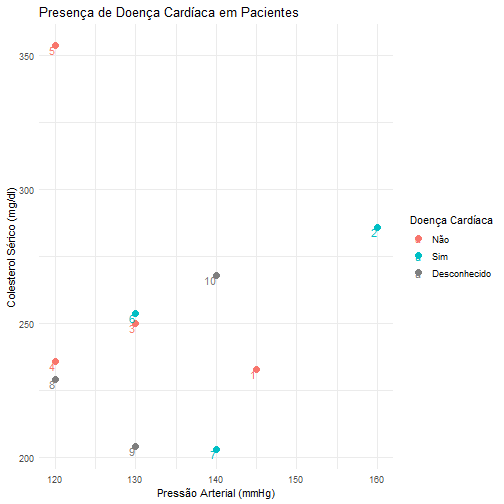 Presença de Doença Cardíaca em Pacientes
Colesterol Sérico (mg/dl)
350
300
250
200
5
2
10
6
3
4
1
8
9
7
120
130
140
150
160
Pressão Arterial (mmHg)
Doença Cardíaca
Não
Sim
Desconhecido